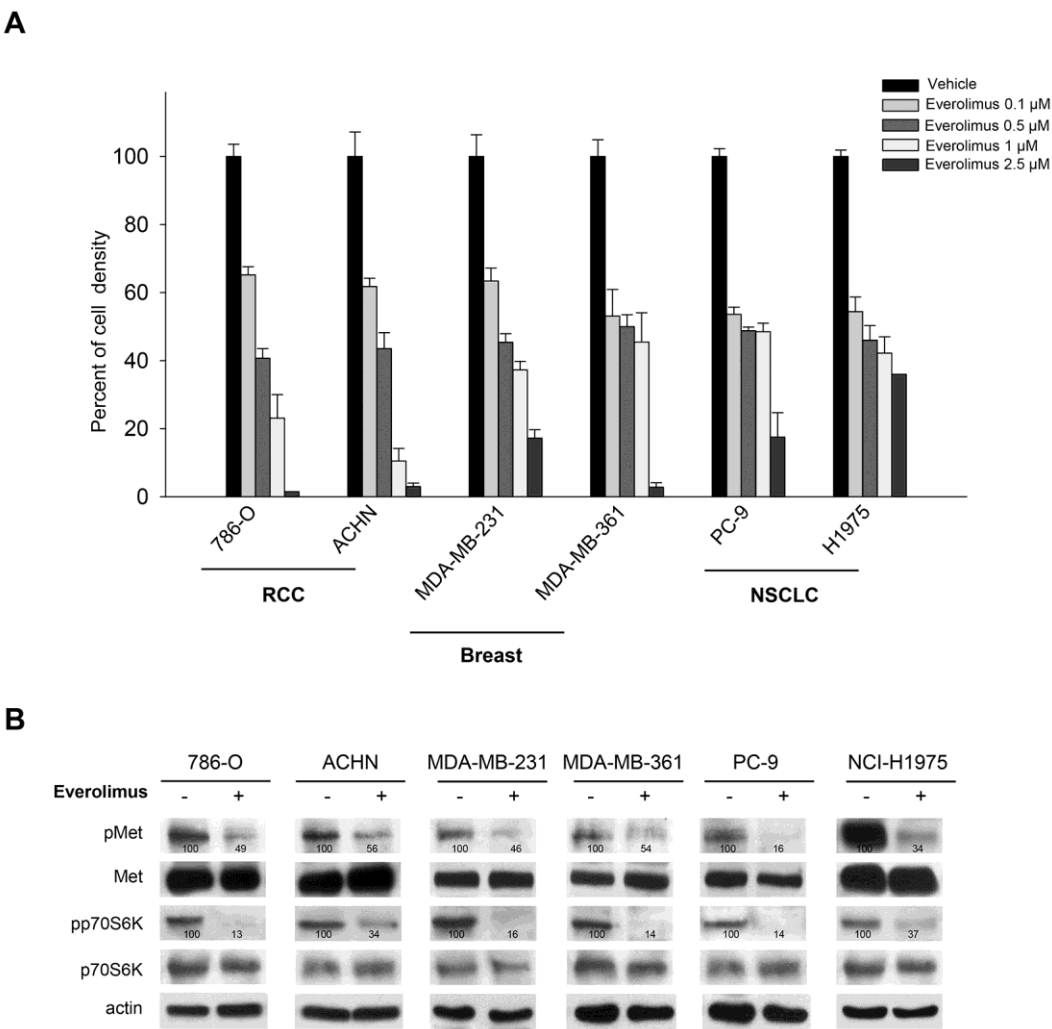 A
Vehicle
Everolimus 0.1 µM
Everolimus 0.5 µM
Everolimus 1 µM
Everolimus 2.5 µM
Percent of cell density
100
80
60
40
20
0
786-O
ACHN
MDA-MB-231
MDA-MB-361
PC-9
H1975
RCC
NSCLC
Breast
B
786-O ACHN MDA-MB-231 MDA-MB-361 PC-9 NCI-H1975
Everolimus - + - + - + - + - + - +
pMet 100 49 100 56 100 46 100 54 100 16 100 34
Met
pp70S6K 100 13 100 34 100 16 100 14 100 14 100 37
p70S6K
actin